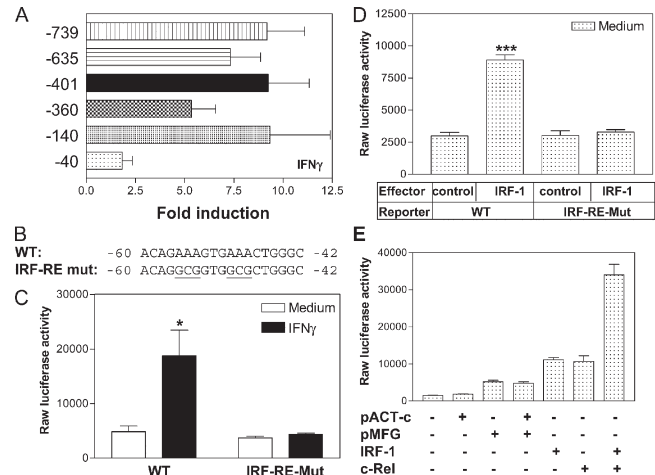 A
-739
-635
-401
-360
-140
-40
IFNγ
0.0 2.5 5.0 7.5 10.0 12.5
Fold induction
B
WT: -60 ACAGAAAGTGAAACTGGGC -42
IRF-RE mut: -60 ACAGGCGGTGGCGCTGGGC -42
C
Raw luciferase activity
30000
20000
10000
0
Medium
IFNγ
*
WT IRF-RE-Mut
D
Raw luciferase activity
12500
10000
7500
5000
2500
0
Medium
***
Effector control IRF-1 control IRF-1
Reporter WT IRF-RE-Mut
E
Raw luciferase activity
40000
30000
20000
10000
0
pACT-c - + - + - - -
pMFG - - + + - - -
IRF-1 - - - - + - +
c-Rel - - - - - + +